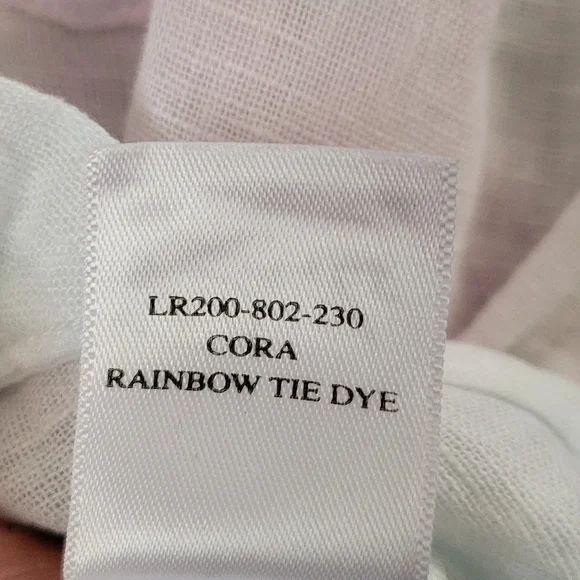 LR200-802-230
CORA
RAINBOW TIE DYE